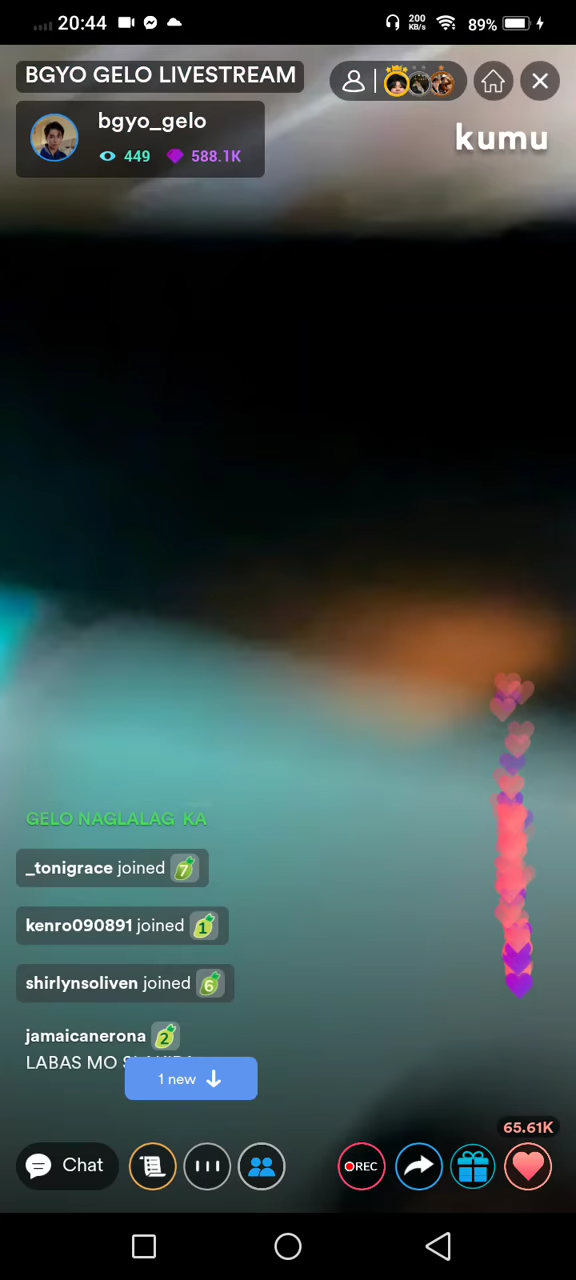 20:44
200
KB/s
89%
BGYO GELO LIVESTREAM
bgyo_gelo
449
588.1K
kumu
GELO NAGLALAG KA
_tonigrace joined 7
kenro090891 joined 1
shirlynsoliven joined 6
jamaicanerona 2
LABAS MO
1 new
65.61K
Chat
REC